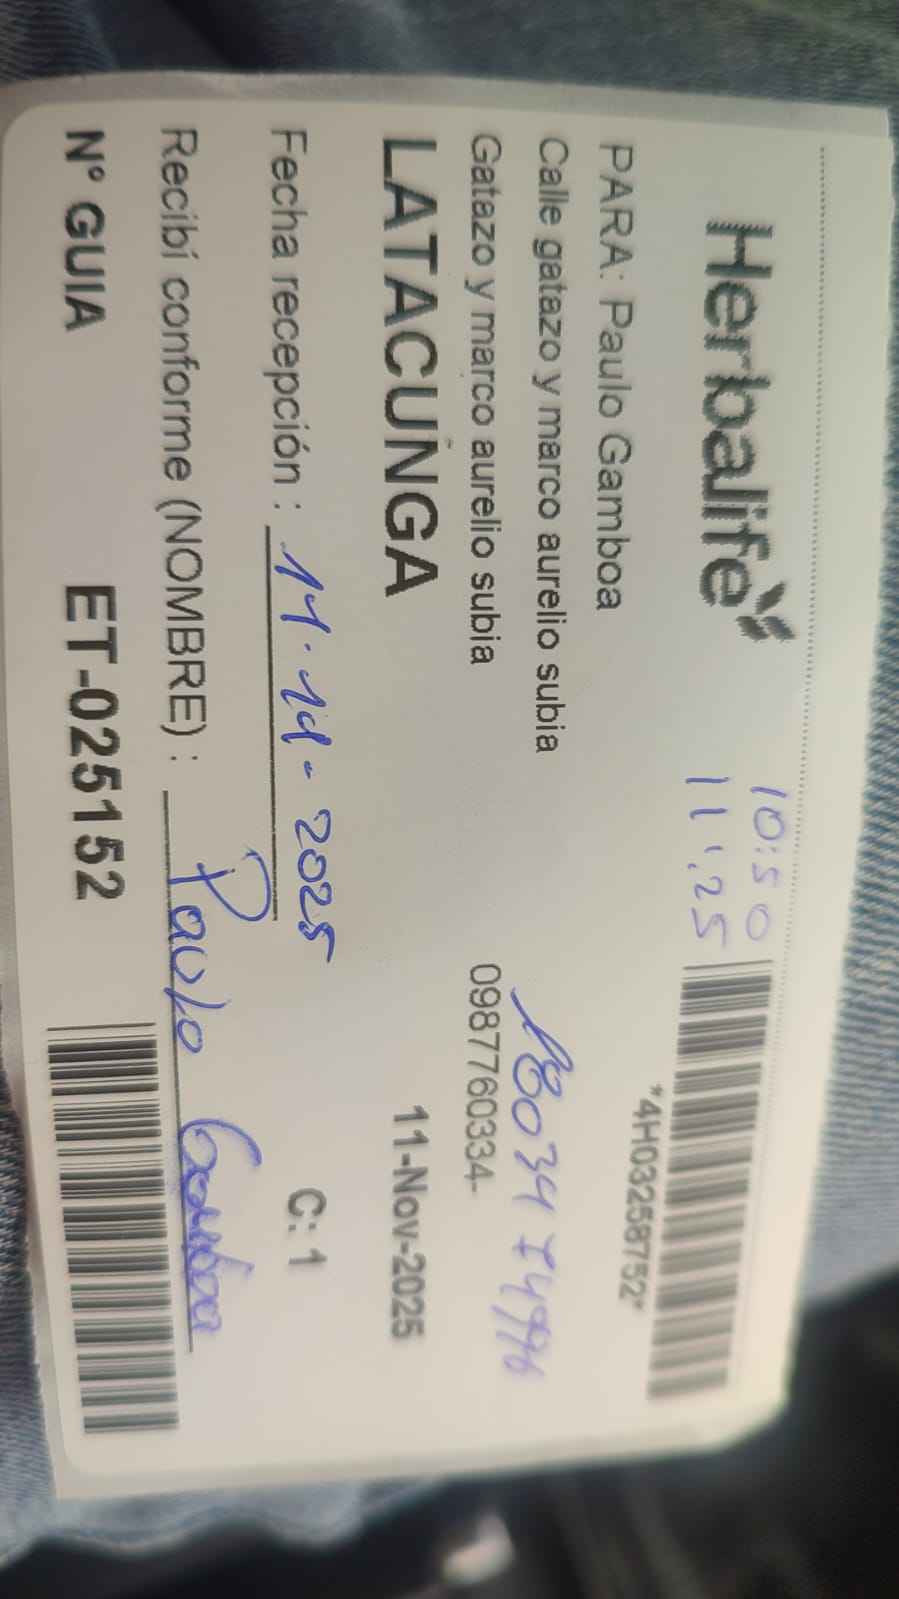 Herbalife
10:50
11:25
*4H03258752*
PARA: Paulo Gamboa
Calle gatazo y marco aurelio subia
Gatazo y marco aurelio subia 0987760334-
LATACUNGA 11-Nov-2025
Fecha recepción : 11-11-2025 C: 1
Recibí conforme (NOMBRE) : Paulo Gamboa
N° GUIA ET-025152